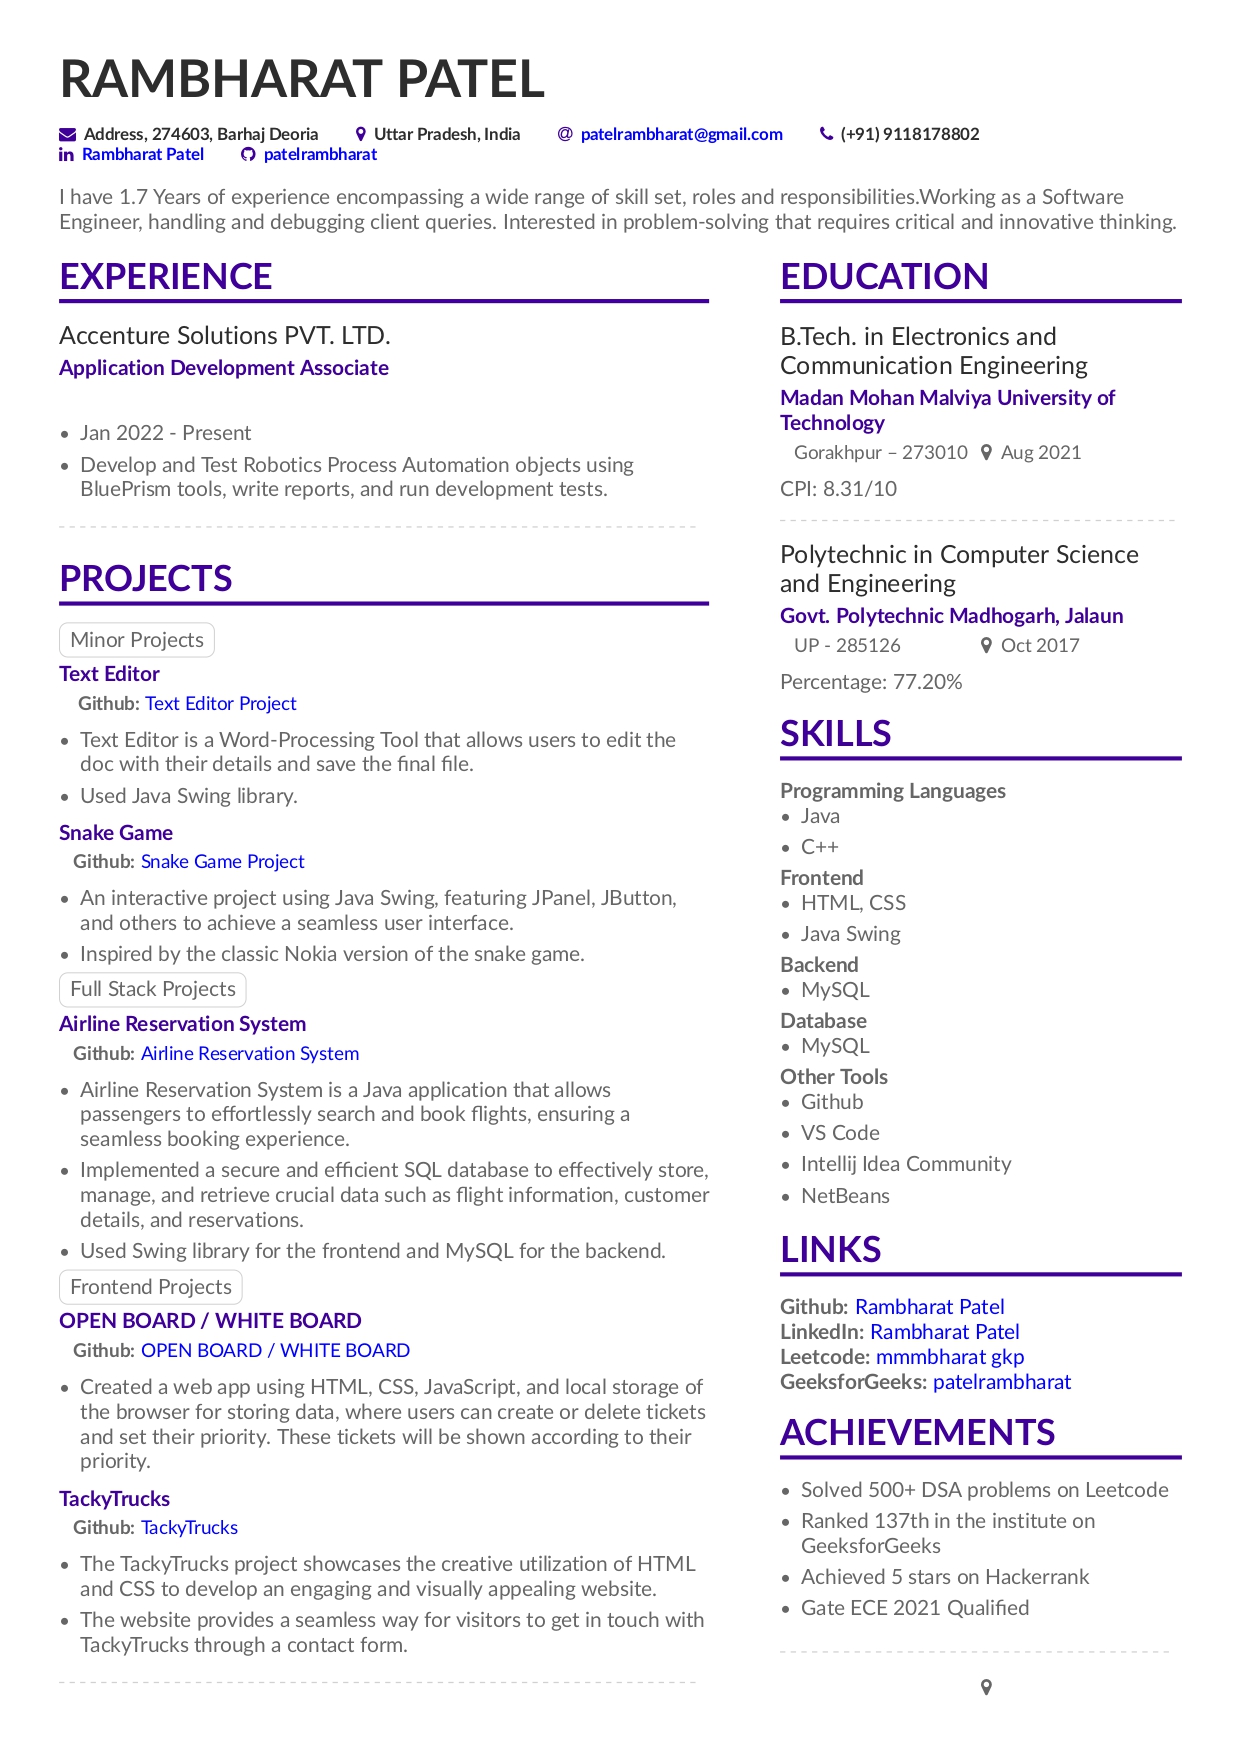 RAMBHARAT PATEL
Address, 274603, Barhaj Deoria Uttar Pradesh, India @ patelrambharat@gmail.com (+91) 9118178802
in Rambharat Patel patelrambharat
I have 1.7 Years of experience encompassing a wide range of skill set, roles and responsibilities.Working as a Software
Engineer, handling and debugging client queries. Interested in problem-solving that requires critical and innovative thinking.
EXPERIENCE
Accenture Solutions PVT. LTD.
Application Development Associate
• Jan 2022 - Present
• Develop and Test Robotics Process Automation objects using
BluePrism tools, write reports, and run development tests.
PROJECTS
Minor Projects
Text Editor
Github: Text Editor Project
• Text Editor is a Word-Processing Tool that allows users to edit the
doc with their details and save the final file.
• Used Java Swing library.
Snake Game
Github: Snake Game Project
• An interactive project using Java Swing, featuring JPanel, JButton,
and others to achieve a seamless user interface.
• Inspired by the classic Nokia version of the snake game.
Full Stack Projects
Airline Reservation System
Github: Airline Reservation System
• Airline Reservation System is a Java application that allows
passengers to effortlessly search and book flights, ensuring a
seamless booking experience.
• Implemented a secure and efficient SQL database to effectively store,
manage, and retrieve crucial data such as flight information, customer
details, and reservations.
• Used Swing library for the frontend and MySQL for the backend.
Frontend Projects
OPEN BOARD / WHITE BOARD
Github: OPEN BOARD / WHITE BOARD
• Created a web app using HTML, CSS, JavaScript, and local storage of
the browser for storing data, where users can create or delete tickets
and set their priority. These tickets will be shown according to their
priority.
TackyTrucks
Github: TackyTrucks
• The TackyTrucks project showcases the creative utilization of HTML
and CSS to develop an engaging and visually appealing website.
• The website provides a seamless way for visitors to get in touch with
TackyTrucks through a contact form.
EDUCATION
B.Tech. in Electronics and
Communication Engineering
Madan Mohan Malviya University of
Technology
Gorakhpur – 273010 Aug 2021
CPI: 8.31/10
Polytechnic in Computer Science
and Engineering
Govt. Polytechnic Madhogarh, Jalaun
UP - 285126 Oct 2017
Percentage: 77.20%
SKILLS
Programming Languages
• Java
• C++
Frontend
• HTML, CSS
• Java Swing
Backend
• MySQL
Database
• MySQL
Other Tools
• Github
• VS Code
• Intellij Idea Community
• NetBeans
LINKS
Github: Rambharat Patel
LinkedIn: Rambharat Patel
Leetcode: mmmbharat gkp
GeeksforGeeks: patelrambharat
ACHIEVEMENTS
• Solved 500+ DSA problems on Leetcode
• Ranked 137th in the institute on
GeeksforGeeks
• Achieved 5 stars on Hackerrank
• Gate ECE 2021 Qualified